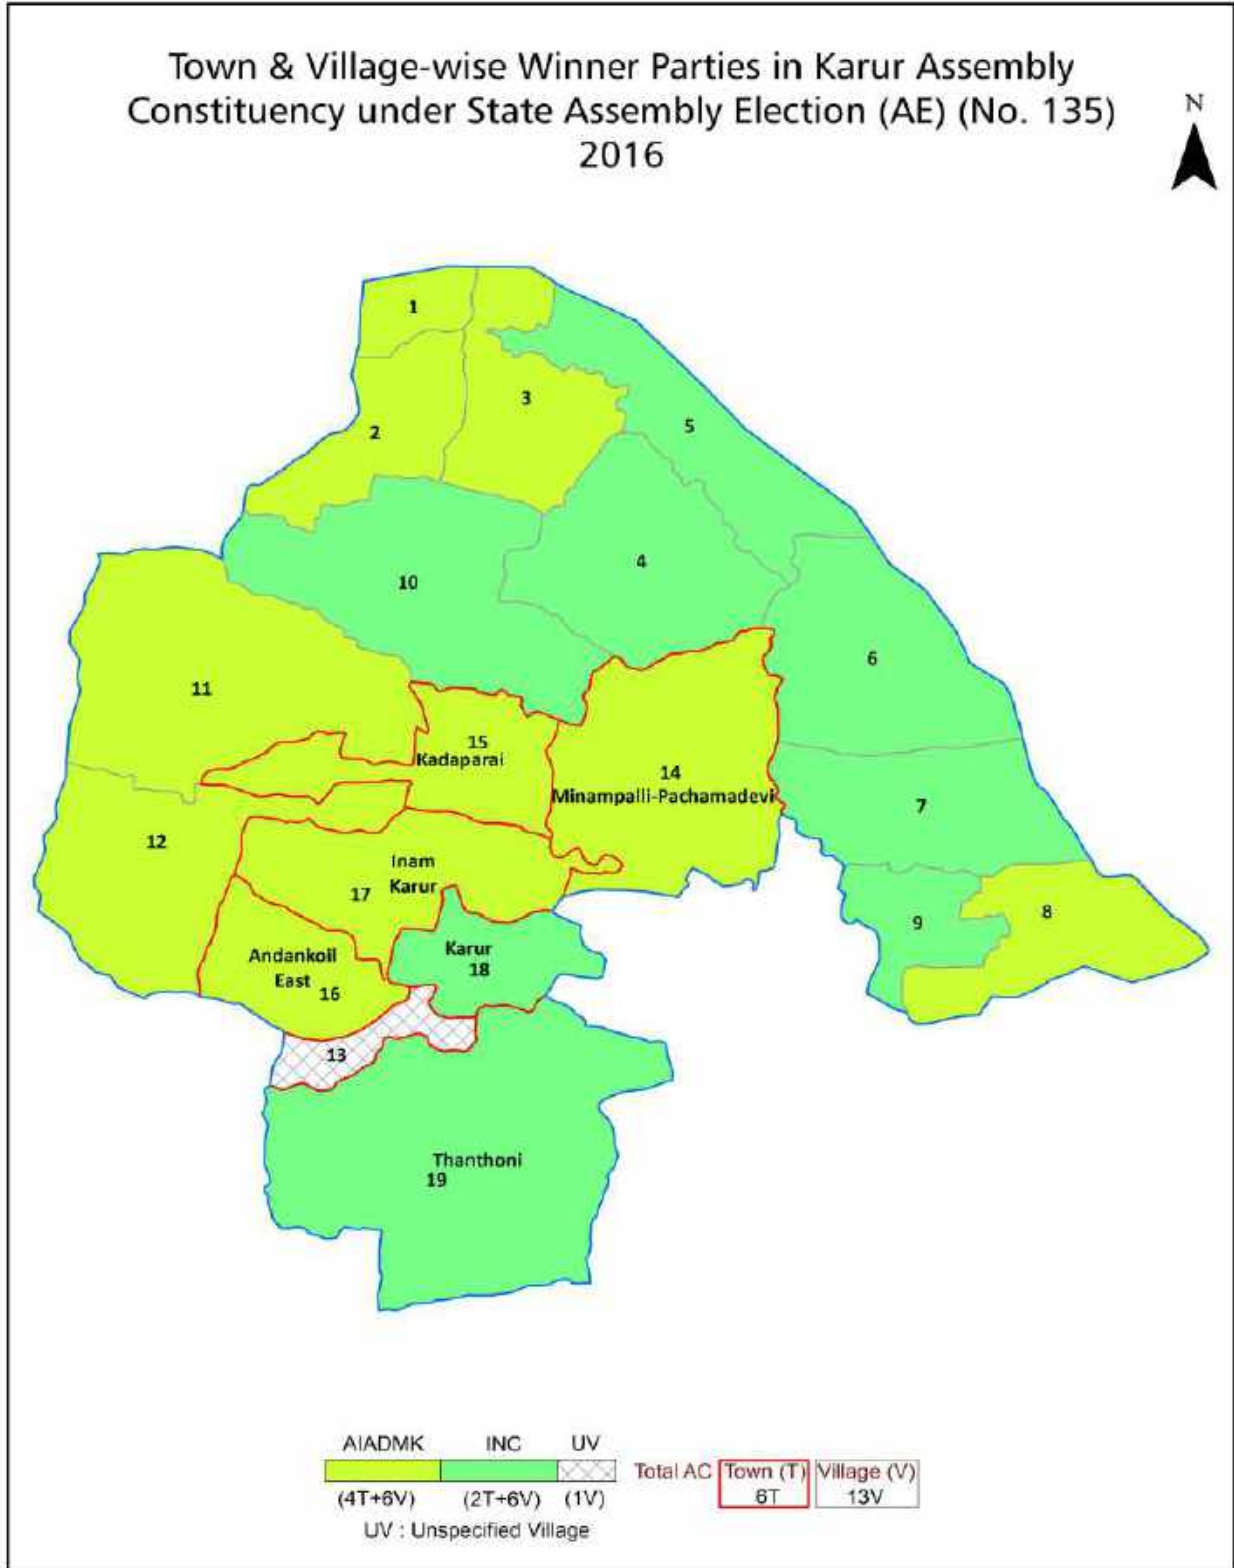 Town & Village-wise Winner Parties in Karur Assembly
Constituency under State Assembly Election (AE) (No. 135)
2016
N
1
2
3
5
4
10
6
11
15
Kadaparai
14
Minampalli-Pachamadevi
7
12
Inam
17 Karur
8
9
Karur
18
Andankoil
East 16
13
Thanthoni
19
AIADMK INC UV
Total AC Town (T) Village (V)
6T 13V
(4T+6V) (2T+6V) (1V)
UV : Unspecified Village